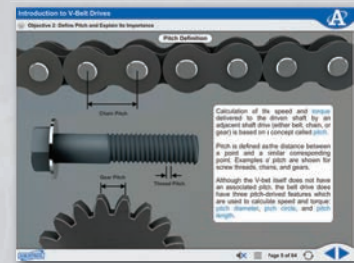 Introduction to V-Belt Drives
Objective 2: Define Pitch and Explain Its Importance
Pitch Definition
Chain Pitch
Calculation of the speed and torque
delivered to the driven shaft by an
adjacent shaft drive (either belt, chain, or
gear) is based on a concept called pitch.
Pitch is defined as the distance between
a point and a similar corresponding
point. Examples of pitch are shown for
screw threads, chains, and gears.
Thread Pitch
Gear Pitch
Although the V-belt itself does not have
an associated pitch, the belt drive does
have three pitch-derived features which
are used to calculate speed and torque:
pitch diameter, pitch circle, and pitch
length.
Page 5 of 84